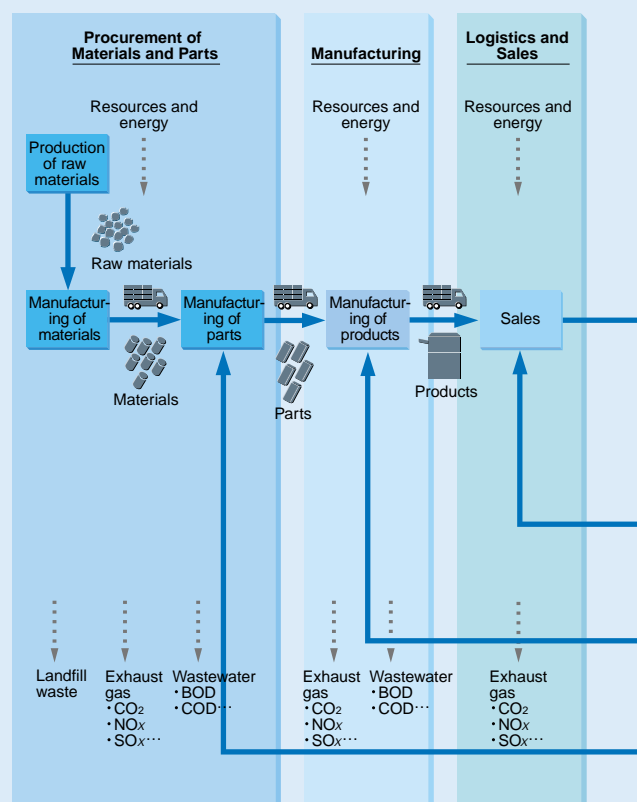 Procurement of
Materials and Parts
Manufacturing
Logistics and
Sales
Resources and
energy
Resources and
energy
Resources and
energy
Production
of raw
materials
Raw materials
Manufactur-
ing of
materials
Manufactur-
ing of
parts
Manufactur-
ing of
products
Sales
Materials
Parts
Products
Landfill
waste
Exhaust
gas
・CO₂
・NOx
・SOx…
Wastewater
・BOD
・COD…
Exhaust
gas
・CO₂
・NOx
・SOx…
Wastewater
・BOD
・COD…
Exhaust
gas
・CO₂
・NOx
・SOx…